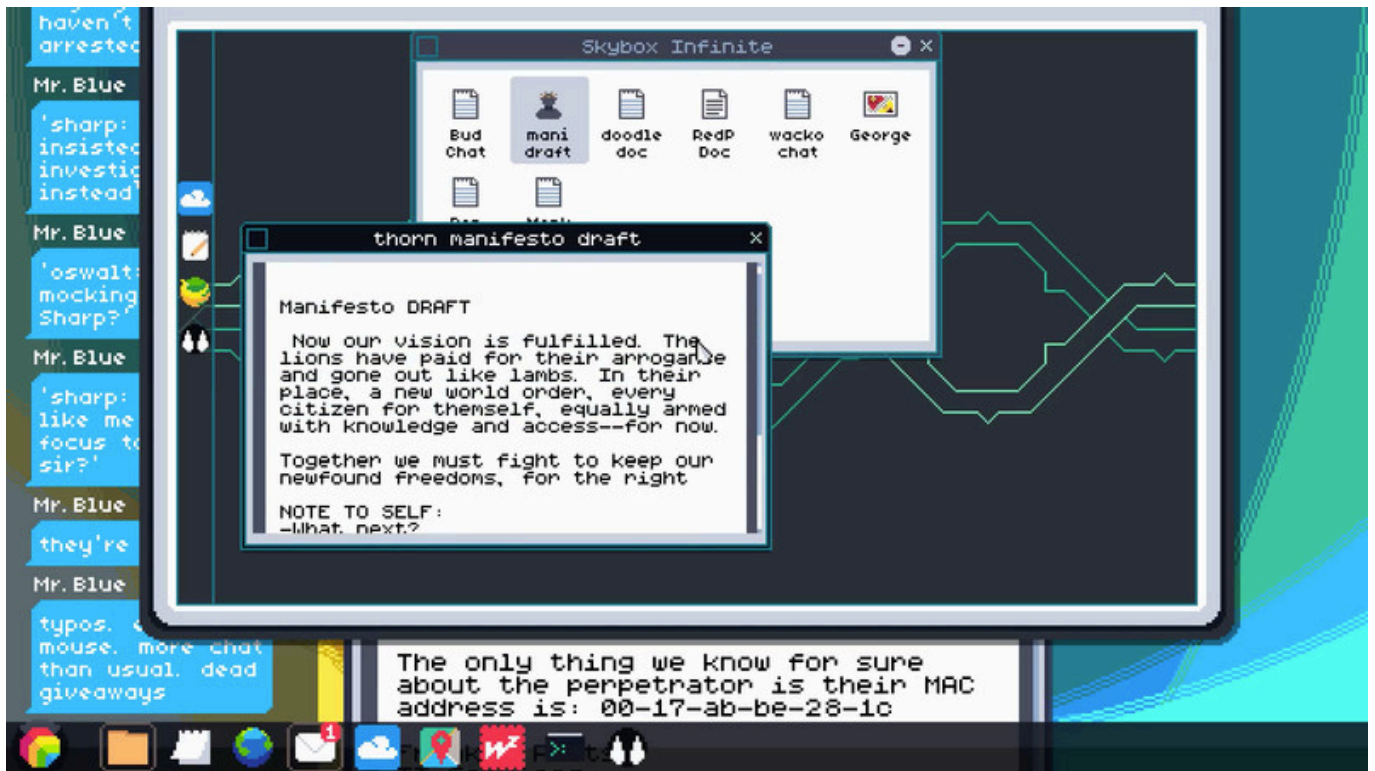 haven't
arrested
Mr. Blue
'sharp:
insisted
investig
instead'
Mr. Blue
'oswalt:
mocking
Sharp?'
Mr. Blue
'sharp:
like me
focus to
sir?'
Mr. Blue
they're
Mr. Blue
typos.
mouse. more chat
than usual. dead
giveaways
Skybox Infinite
Bud
Chat
mani
draft
doodle
doc
RedP
Doc
wacko
chat
George
thorn manifesto draft
Manifesto DRAFT
Now our vision is fulfilled. The
lions have paid for their arrogance
and gone out like lambs. In their
place, a new world order, every
citizen for themself, equally armed
with knowledge and access--for now.
Together we must fight to keep our
newfound freedoms, for the right
NOTE TO SELF:
-What next?
The only thing we know for sure
about the perpetrator is their MAC
address is: 00-17-ab-be-28-1c
1